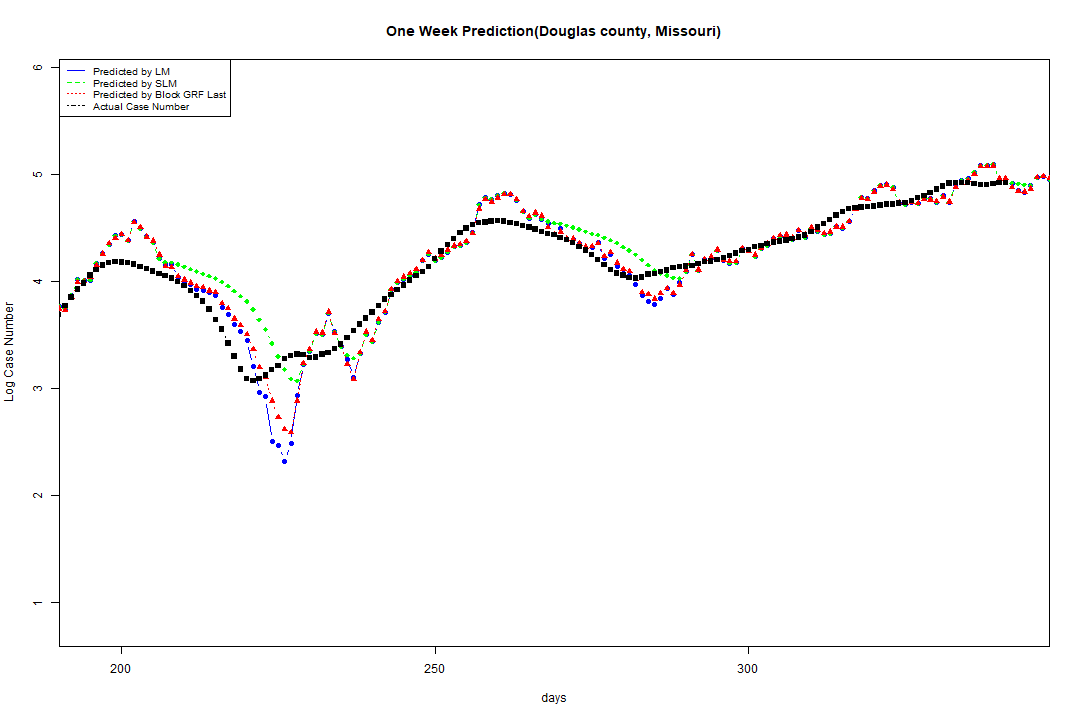 One Week Prediction(Douglas county, Missouri)
Predicted by LM
Predicted by SLM
Predicted by Block GRF Last
Actual Case Number
6
5
4
3
2
1
Log Case Number
200 250 300
days